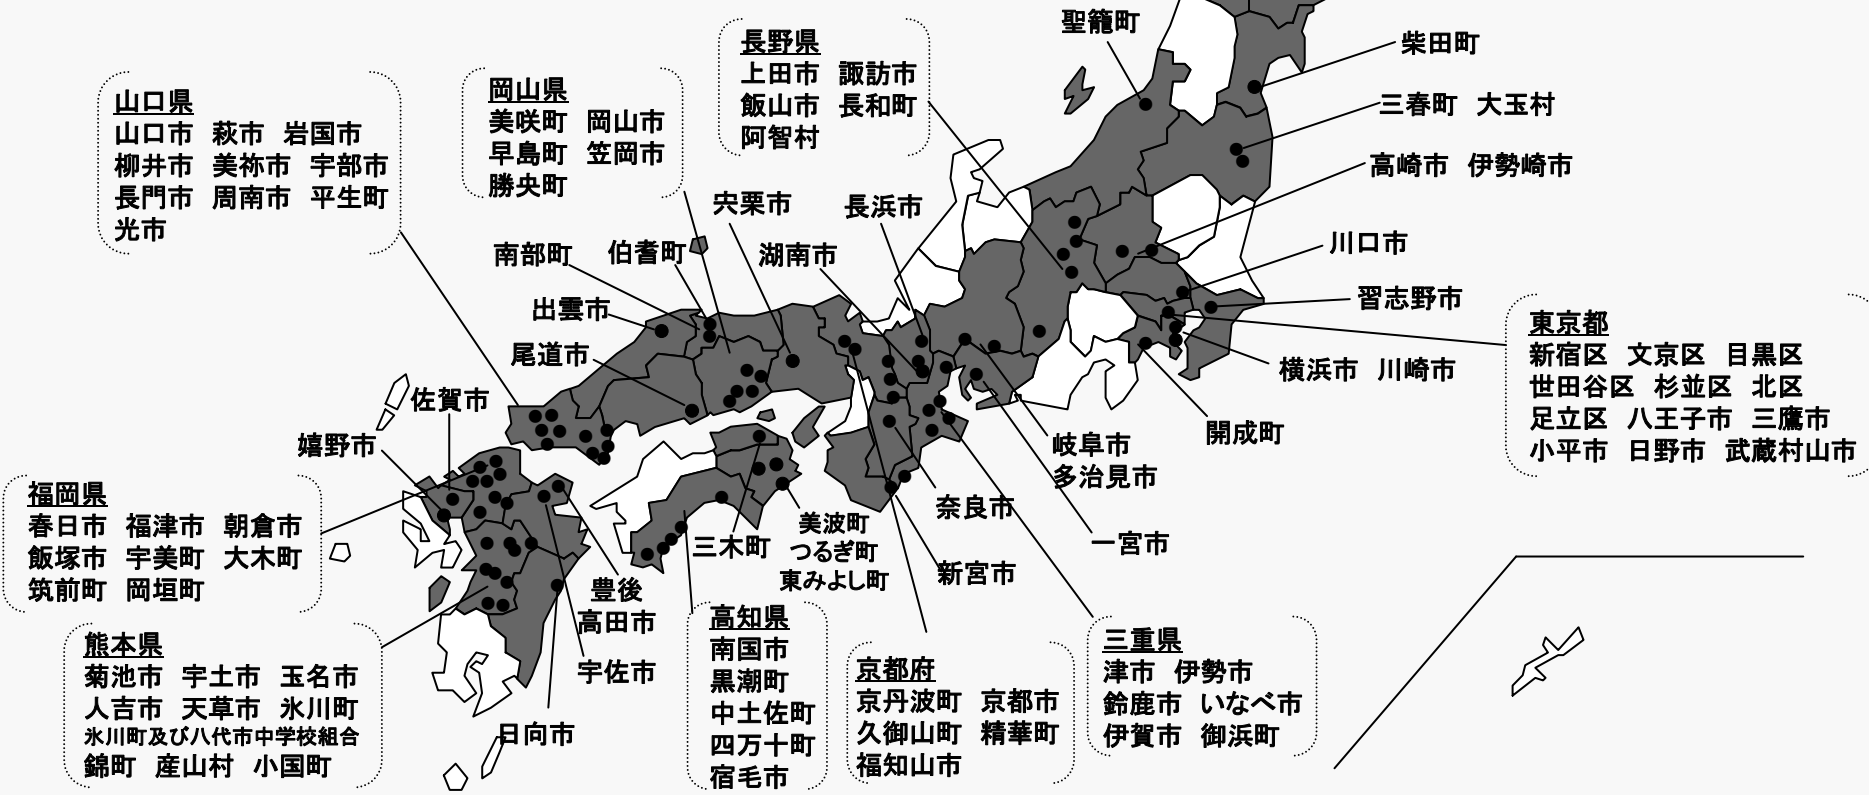 聖籠町
柴田町
三春町 大玉村
高崎市 伊勢崎市
川口市
習志野市
東京都
新宿区 文京区 目黒区
世田谷区 杉並区 北区
足立区 八王子市 三鷹市
小平市 日野市 武蔵村山市
横浜市 川崎市
開成町
長野県
上田市 諏訪市
飯山市 長和町
阿智村
岡山県
美咲町 岡山市
早島町 笠岡市
勝央町
山口県
山口市 萩市 岩国市
柳井市 美祢市 宇部市
長門市 周南市 平生町
光市
宍粟市
長浜市
湖南市
南部町
伯耆町
出雲市
尾道市
佐賀市
嬉野市
福岡県
春日市 福津市 朝倉市
飯塚市 宇美町 大木町
筑前町 岡垣町
熊本県
菊池市 宇土市 玉名市
人吉市 天草市 氷川町
氷川町及び八代市中学校組合
錦町 産山村 小国町
豊後
高田市
宇佐市
日向市
三木町
美波町
つるぎ町
東みよし町
高知県
南国市
黒潮町
中土佐町
四万十町
宿毛市
京都府
京丹波町 京都市
久御山町 精華町
福知山市
岐阜市
多治見市
奈良市
一宮市
新宮市
三重県
津市 伊勢市
鈴鹿市 いなべ市
伊賀市 御浜町